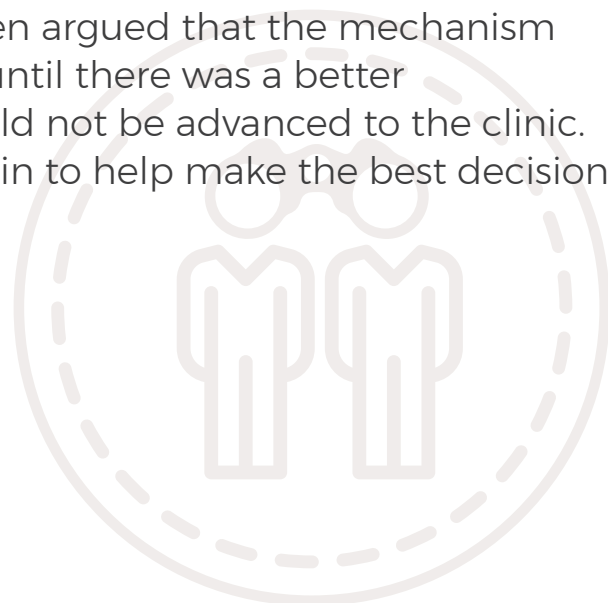 en argued that the mechanism
until there was a better
ld not be advanced to the clinic.
in to help make the best decision